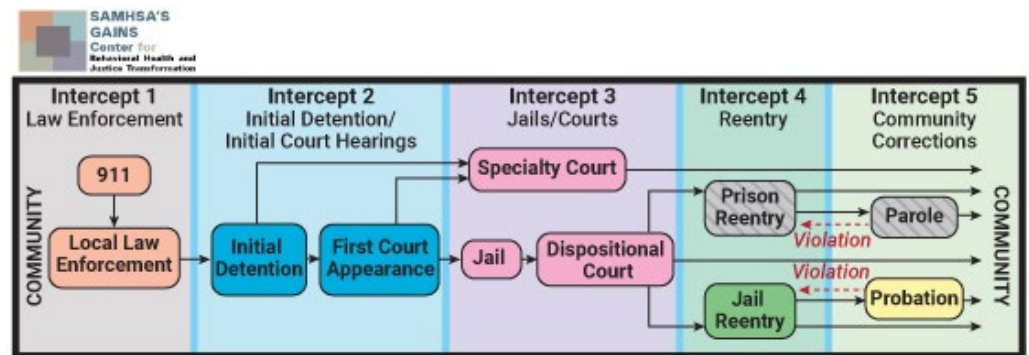 SAMHSA'S
GAINS
Center for
Behavioral Health and
Justice Transformation
Intercept 1
Law Enforcement
Intercept 2
Initial Detention/
Initial Court Hearings
Intercept 3
Jails/Courts
Intercept 4
Reentry
Intercept 5
Community
Corrections
COMMUNITY
911
Local Law
Enforcement
Initial
Detention
First Court
Appearance
Specialty Court
Jail
Dispositional
Court
Prison
Reentry
Violation
Parole
Violation
Jail
Reentry
Probation
COMMUNITY